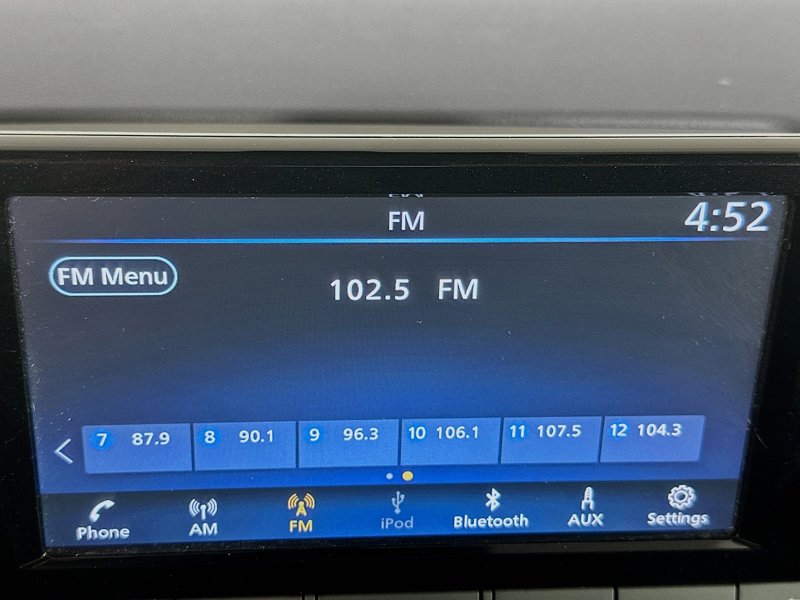 FM 4:52
FM Menu
102.5 FM
7 87.9 8 90.1 9 96.3 10 106.1 11 107.5 12 104.3
Phone AM FM iPod Bluetooth AUX Settings